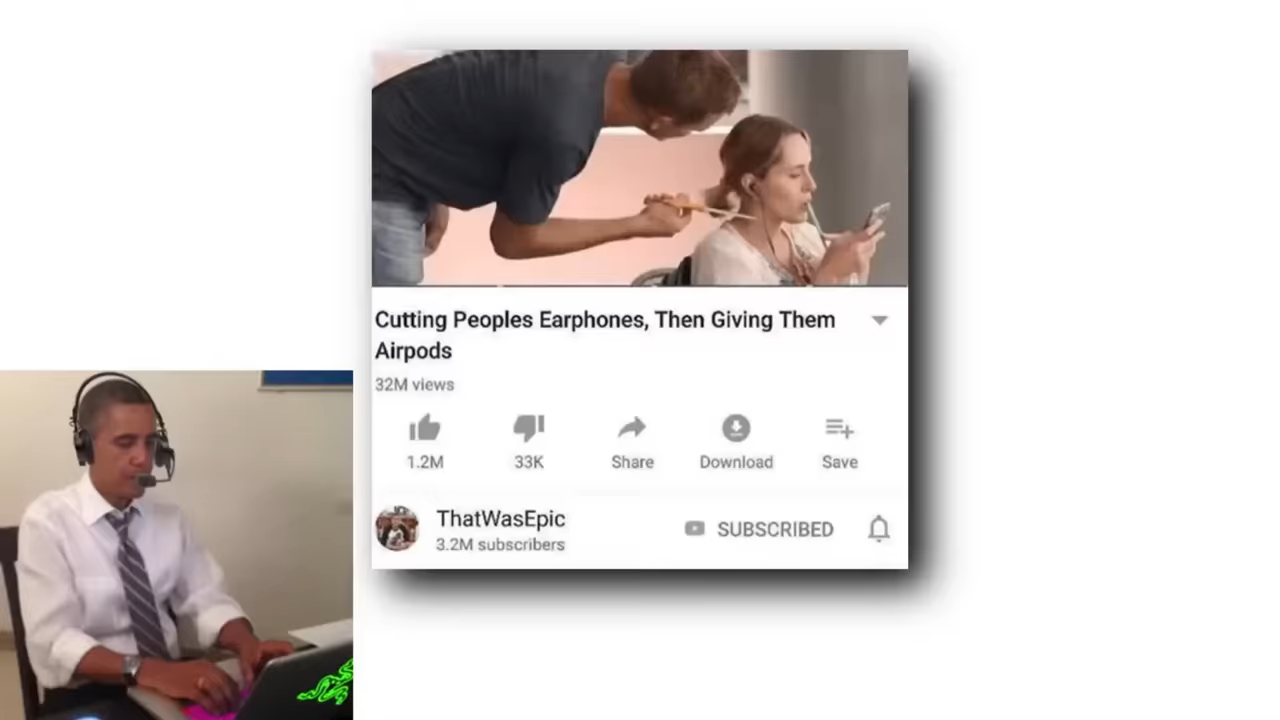 Cutting Peoples Earphones, Then Giving Them
Airpods
32M views
1.2M
33K
Share
Download
Save
ThatWasEpic
3.2M subscribers
SUBSCRIBED